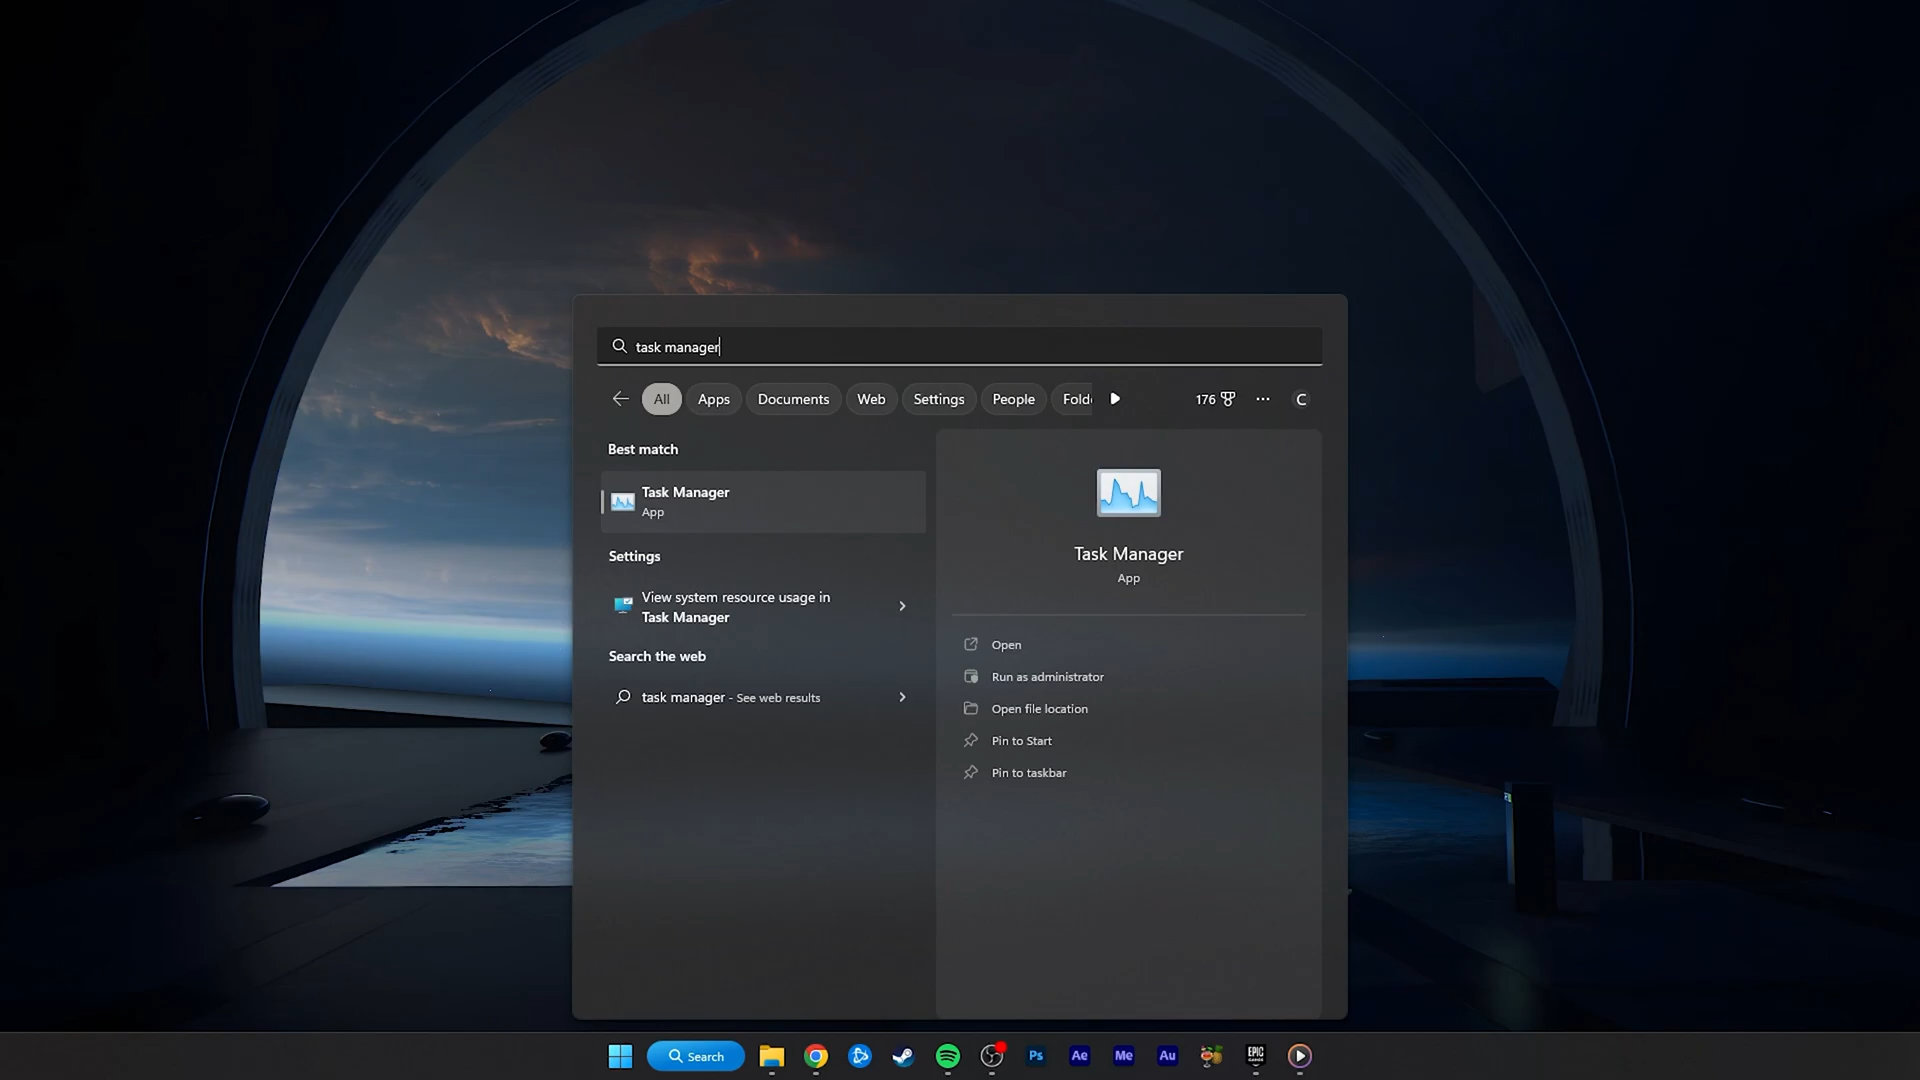 task manager
All Apps Documents Web Settings People Fold 176 C
Best match
Task Manager
App
Settings
View system resource usage in
Task Manager
Search the web
task manager - See web results
Task Manager
App
Open
Run as administrator
Open file location
Pin to Start
Pin to taskbar
Search Ps Ae Me Au EPIC GAMES